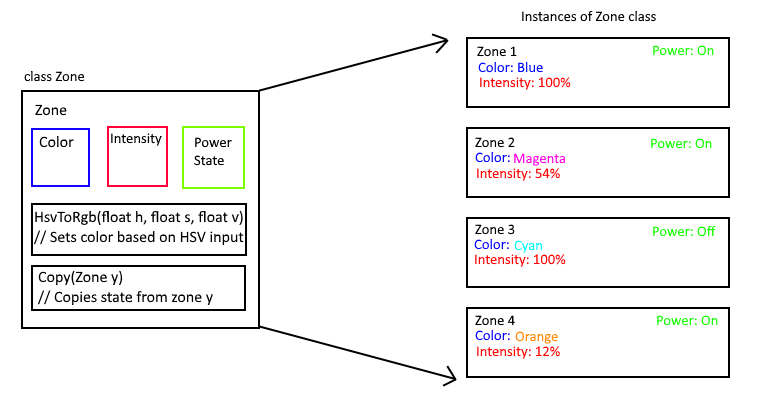 Instances of Zone class
class Zone
Zone
Color
Intensity
Power
State
HsvToRgb(float h, float s, float v)
// Sets color based on HSV input
Copy(Zone y)
// Copies state from zone y
Zone 1
Power: On
Color: Blue
Intensity: 100%
Zone 2
Power: On
Color: Magenta
Intensity: 54%
Zone 3
Power: Off
Color: Cyan
Intensity: 100%
Zone 4
Power: On
Color: Orange
Intensity: 12%